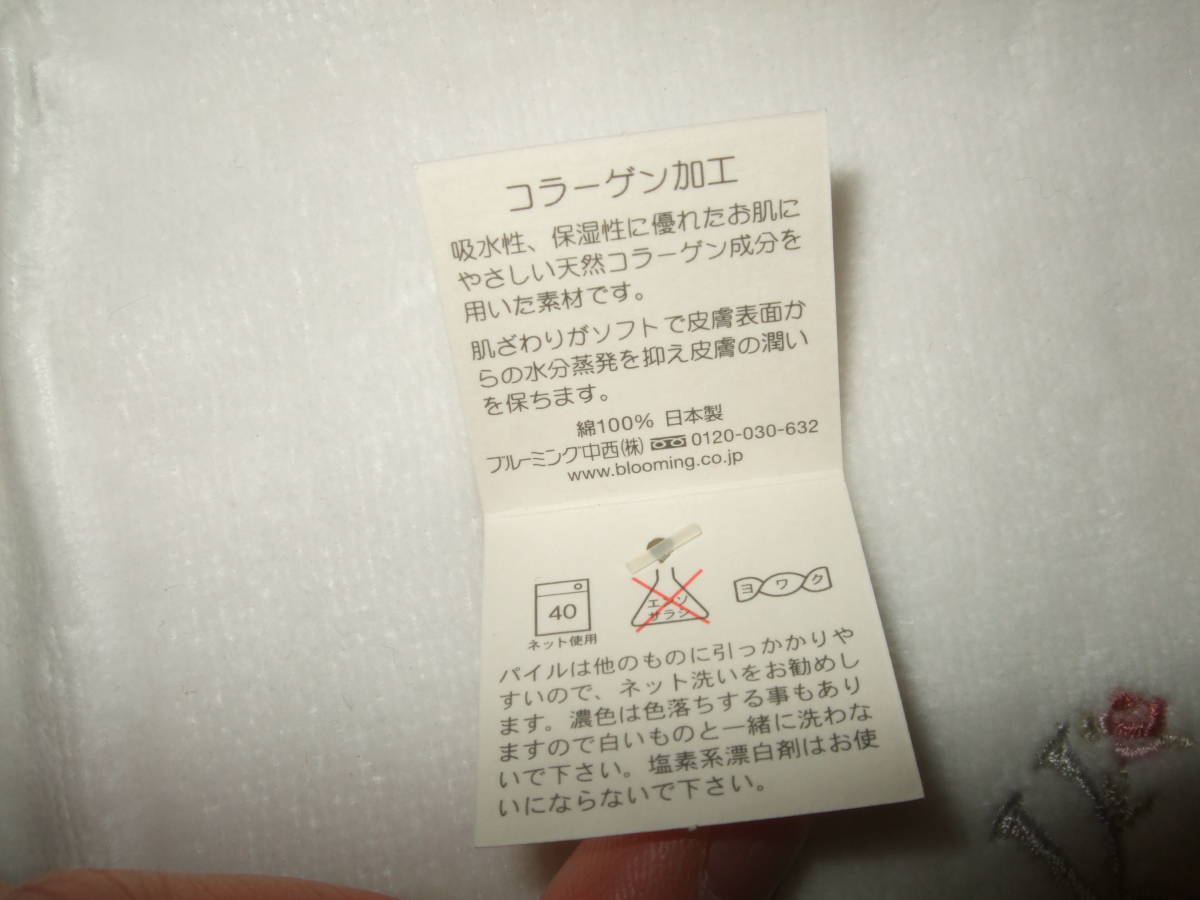 コラーゲン加工
吸水性、保湿性に優れたお肌に
やさしい天然コラーゲン成分を
用いた素材です。
肌ざわりがソフトで皮膚表面か
らの水分蒸発を抑え皮膚の潤い
を保ちます。
綿100% 日本製
ブルーミング中西(株) 0120-030-632
www.blooming.co.jp
40
ネット使用
エンソ
サラシ
ヨワク
パイルは他のものに引っかかりや
すいので、ネット洗いをお勧めし
ます。濃色は色落ちする事もあり
ますので白いものと一緒に洗わな
いで下さい。塩素系漂白剤はお使
いにならないで下さい。